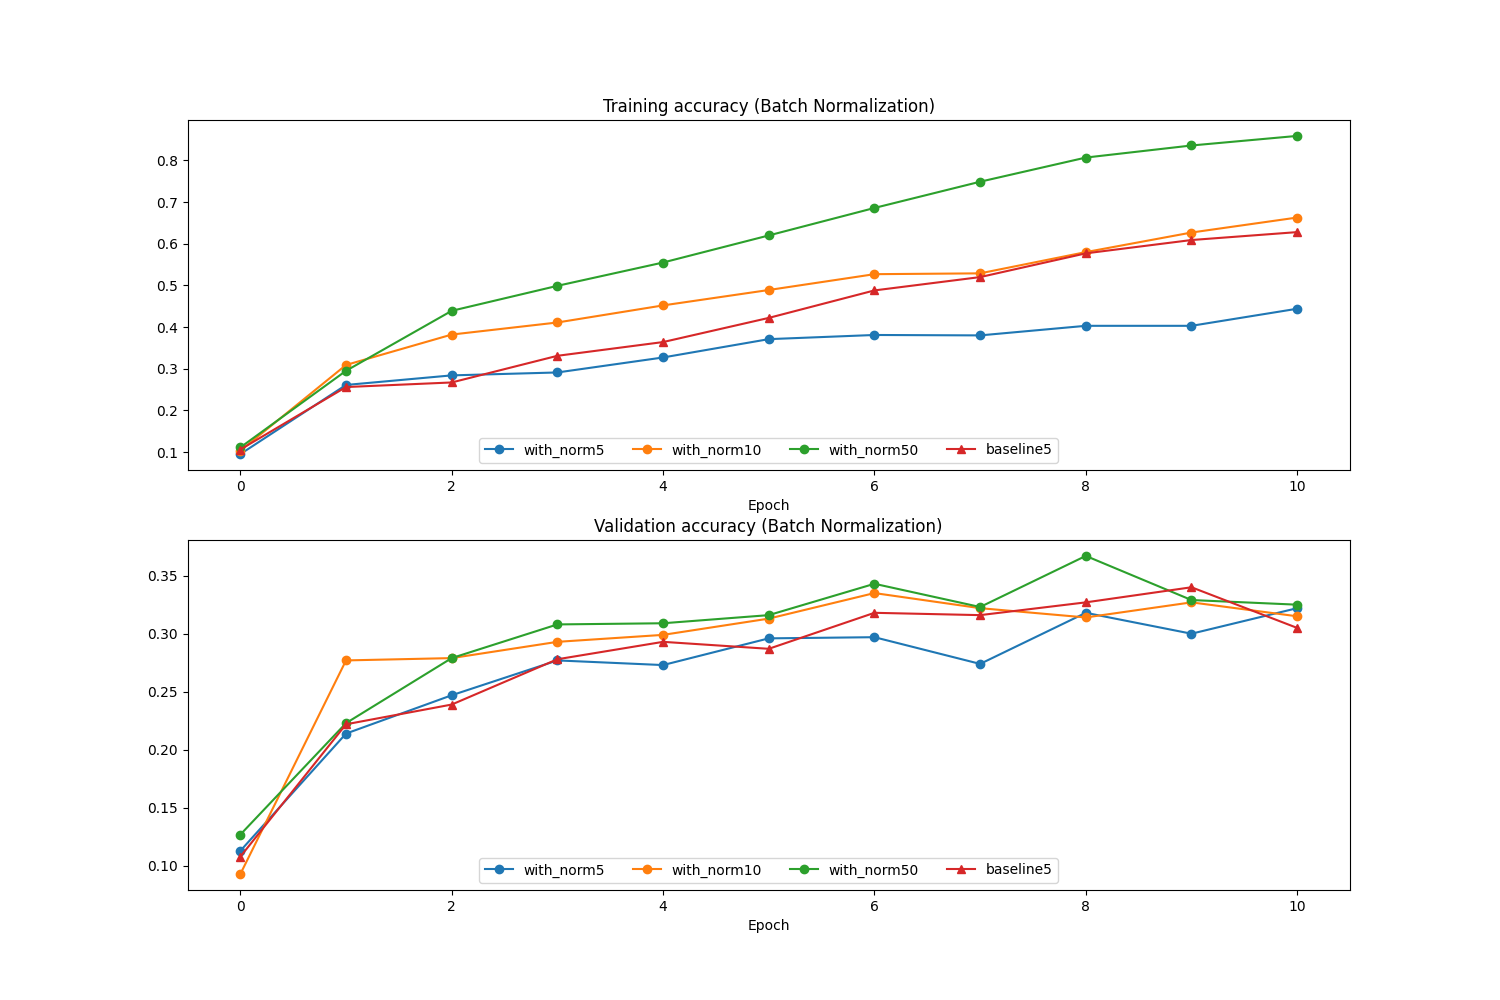 Training accuracy (Batch Normalization)
0.8
0.7
0.6
0.5
0.4
0.3
0.2
0.1
with_norm5 with_norm10 with_norm50 baseline5
0 2 4 6 8 10
Epoch
Validation accuracy (Batch Normalization)
0.35
0.30
0.25
0.20
0.15
0.10
with_norm5 with_norm10 with_norm50 baseline5
0 2 4 6 8 10
Epoch